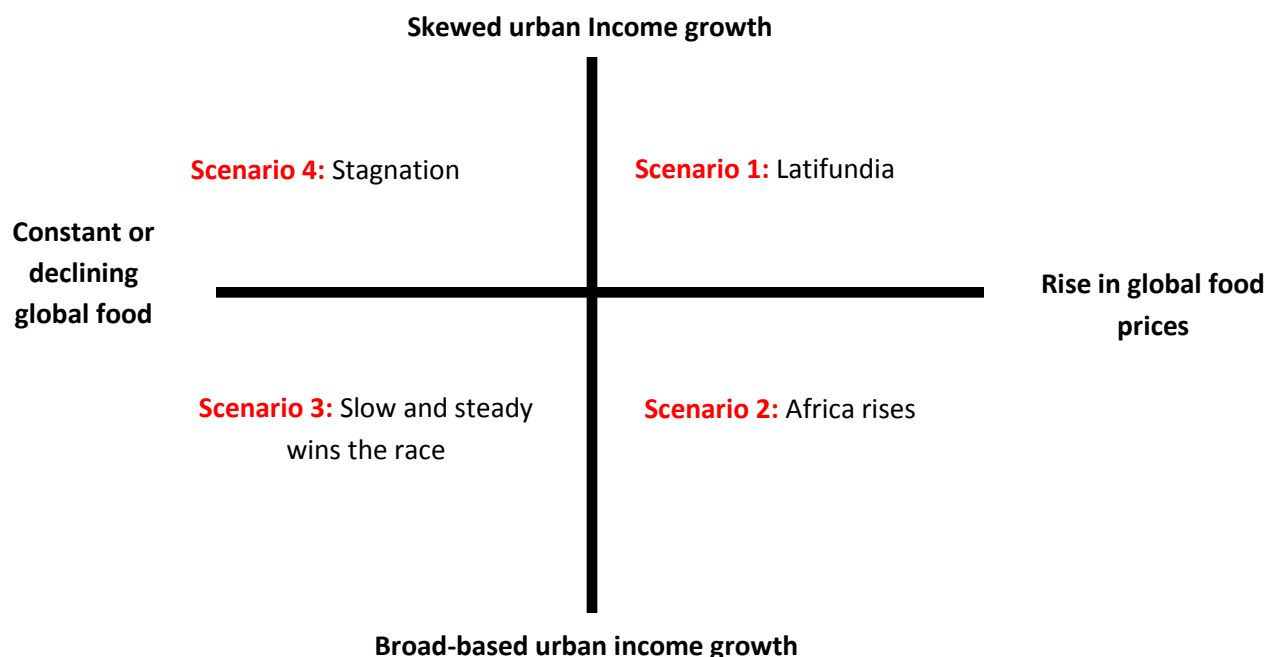 Skewed urban Income growth
Scenario 4: Stagnation
Scenario 1: Latifundia
Constant or
declining
global food
Rise in global food
prices
Scenario 3: Slow and steady
wins the race
Scenario 2: Africa rises
Broad-based urban income growth